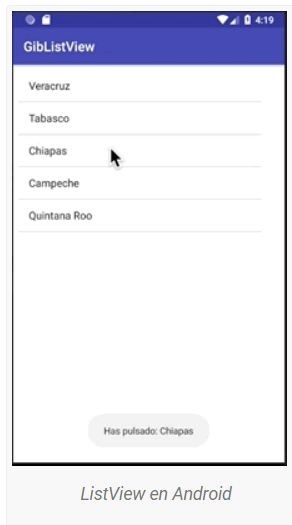 4:19
GibListView
Veracruz
Tabasco
Chiapas
Campeche
Quintana Roo
Has pulsado: Chiapas
ListView en Android